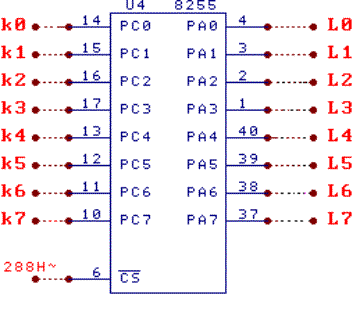 U4 8255
k0 14 PC0 PA0 4 L0
k1 15 PC1 PA1 3 L1
k2 16 PC2 PA2 2 L2
k3 17 PC3 PA3 1 L3
k4 13 PC4 PA4 40 L4
k5 12 PC5 PA5 39 L5
k6 11 PC6 PA6 38 L6
k7 10 PC7 PA7 37 L7
288H~ 6 CS